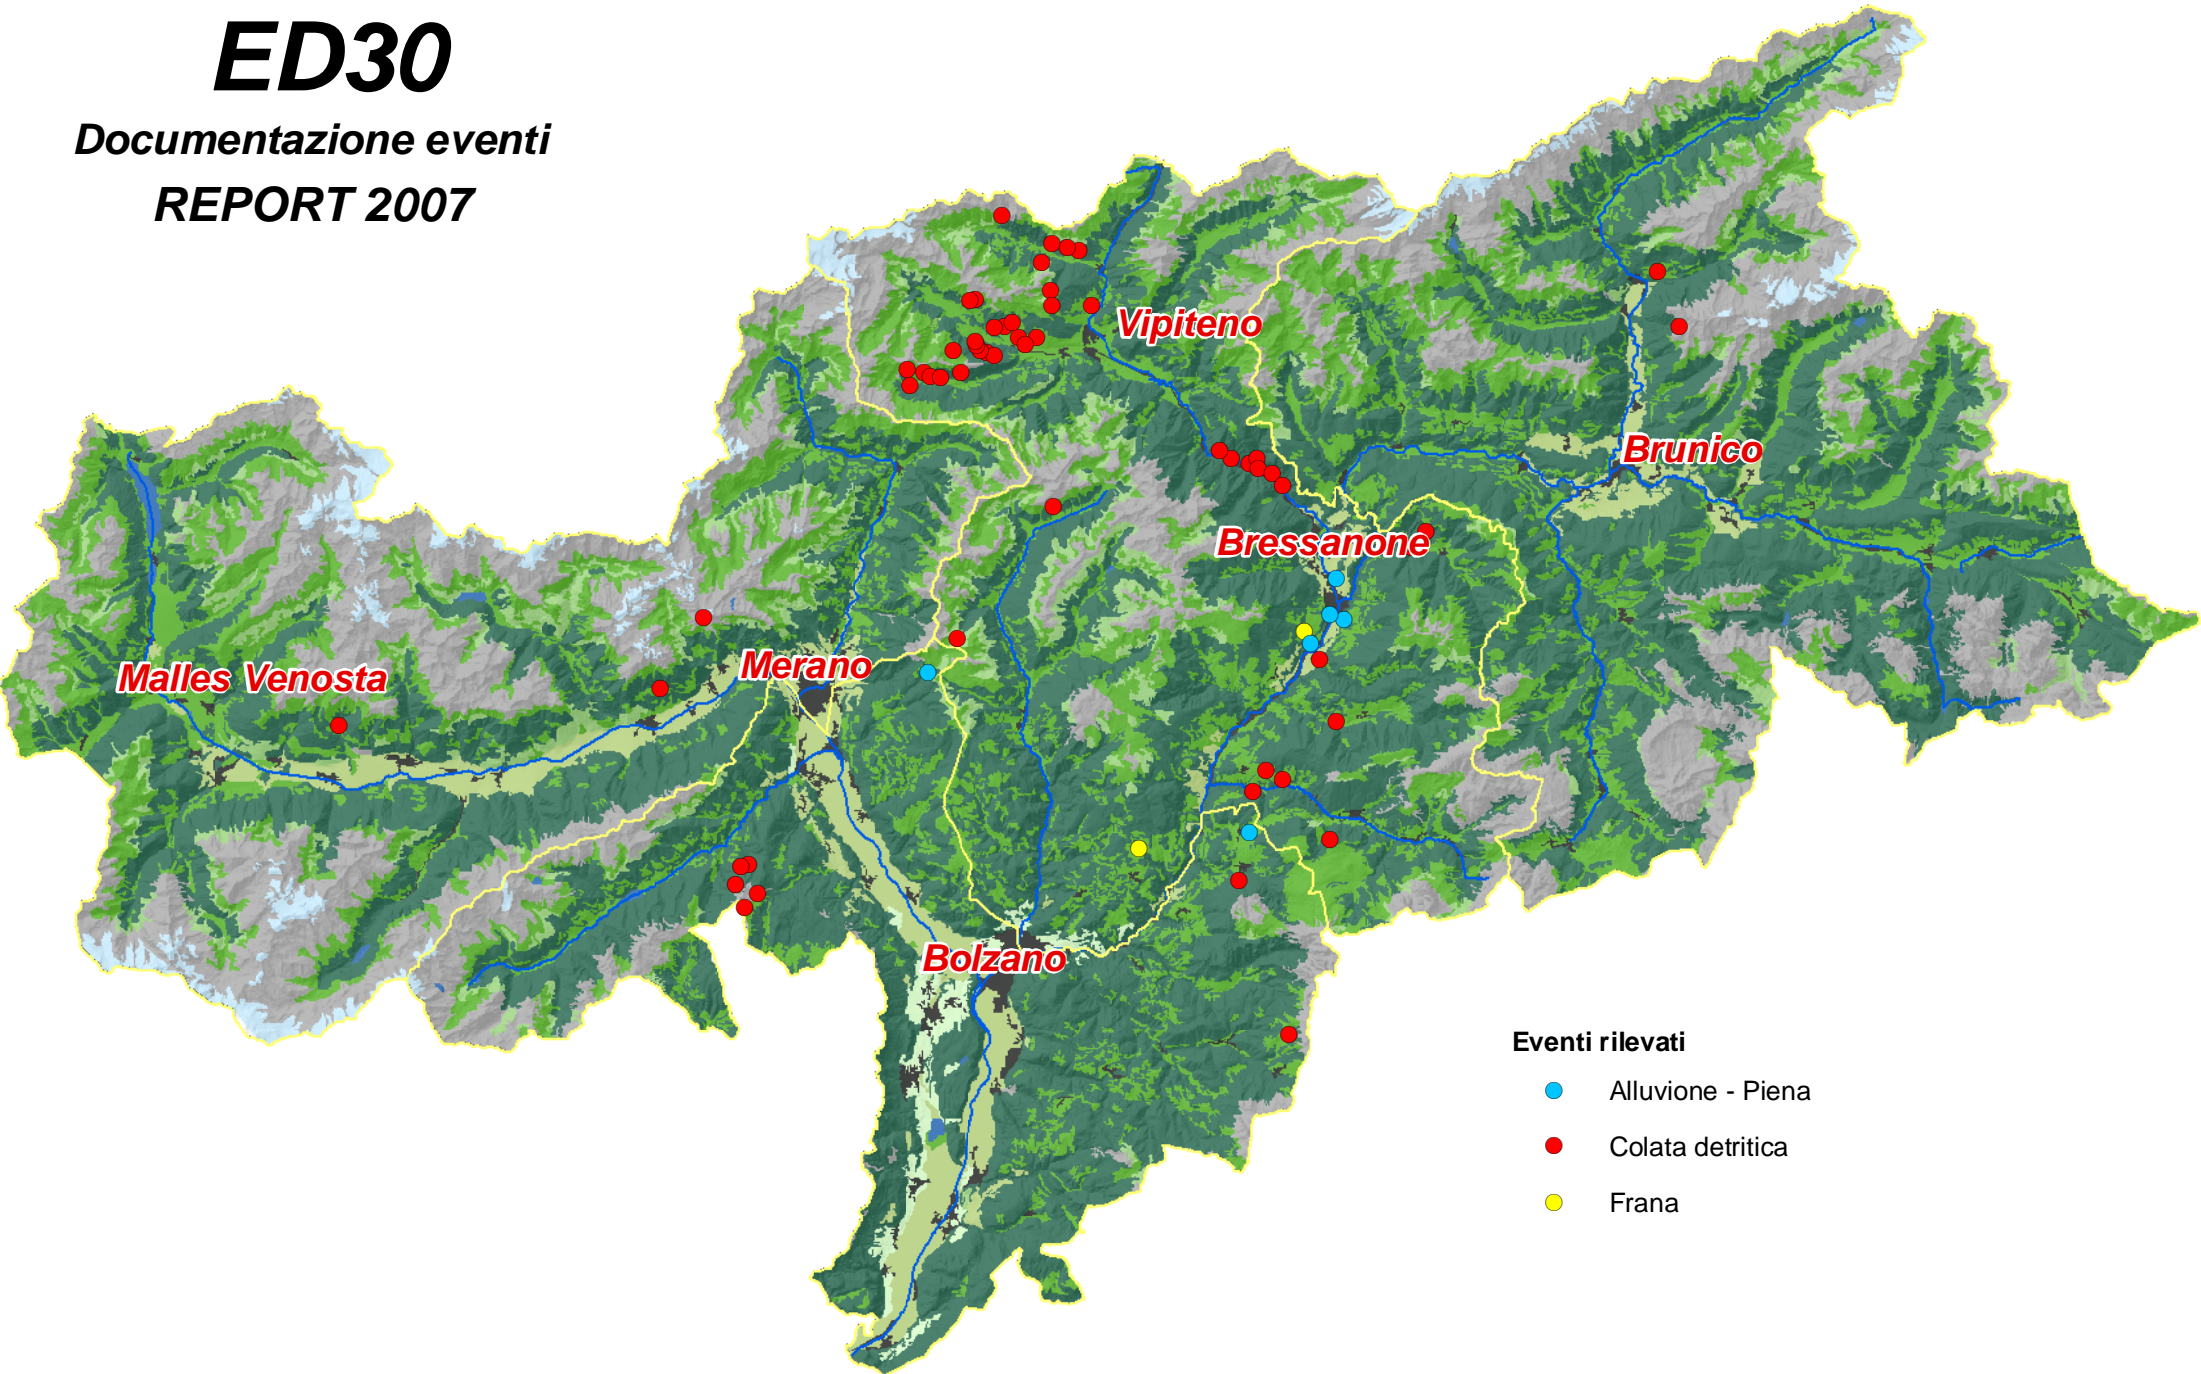 ED30
Documentazione eventi
REPORT 2007
Vipiteno
Brunico
Bressanone
Malles Venosta
Merano
Bolzano
Eventi rilevati
Alluvione - Piena
Colata detritica
Frana